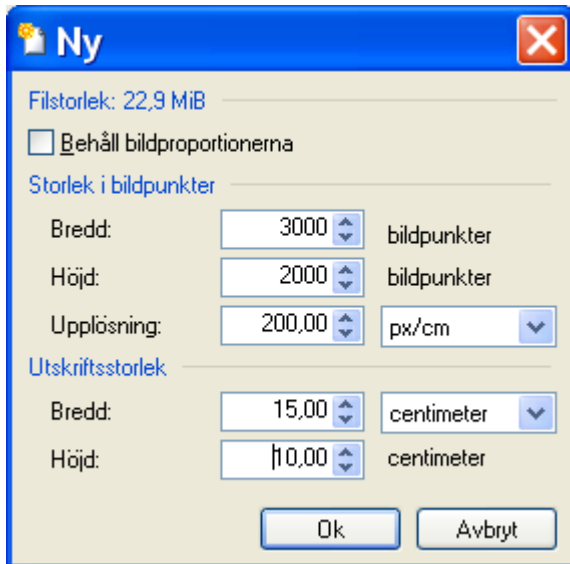 Ny
Filstorlek: 22,9 MiB
Behåll bildproportionerna
Storlek i bildpunkter
Bredd: 3000 bildpunkter
Höjd: 2000 bildpunkter
Upplösning: 200,00 px/cm
Utskriftsstorlek
Bredd: 15,00 centimeter
Höjd: 10,00 centimeter
Ok Avbryt